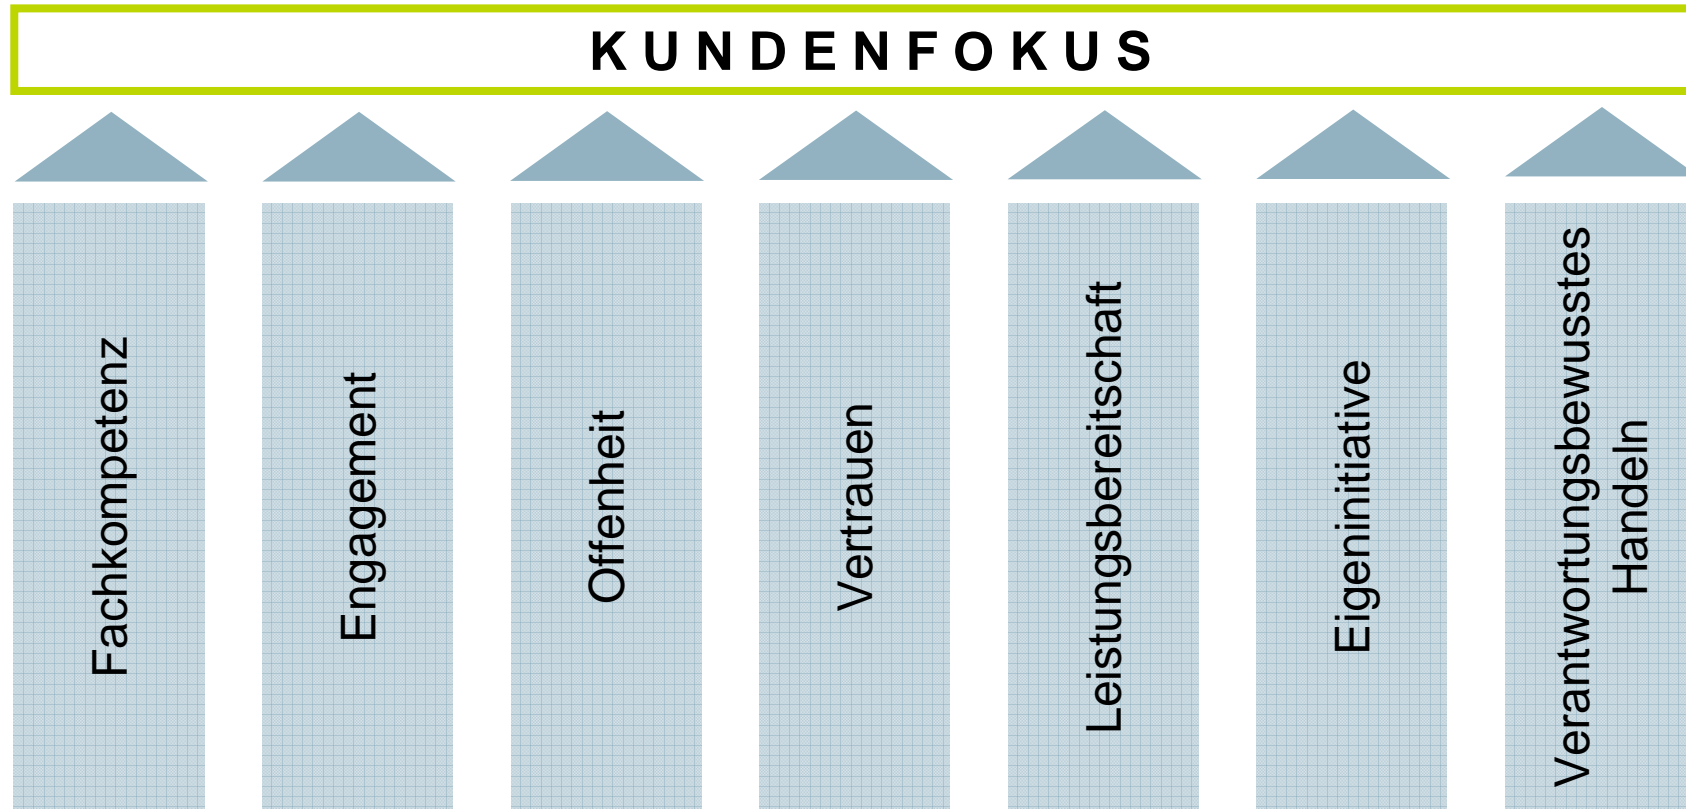 KUNDENFOKUS
Fachkompetenz
Engagement
Offenheit
Vertrauen
Leistungsbereitschaft
Eigeninitiative
Verantwortungsbewusstes
Handeln